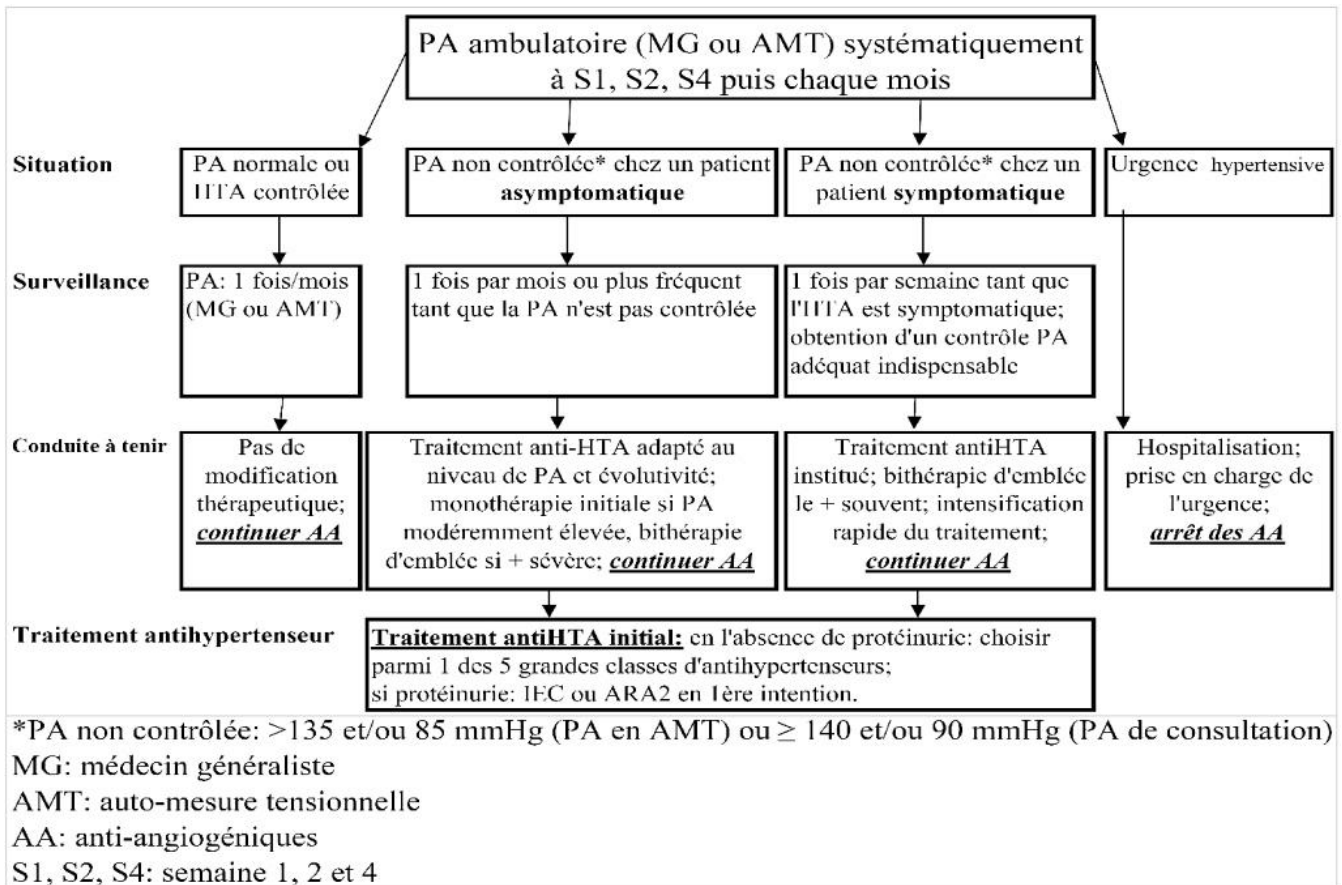 PA ambulatoire (MG ou AMT) systématiquement
à S1, S2, S4 puis chaque mois
Situation
PA normale ou
HTA contrôlée
PA non contrôlée* chez un patient
asymptomatique
PA non contrôlée* chez un
patient symptomatique
Urgence hypertensive
Surveillance
PA: 1 fois/mois
(MG ou AMT)
1 fois par mois ou plus fréquent
tant que la PA n'est pas contrôlée
1 fois par semaine tant que
l'HTA est symptomatique;
obtention d'un contrôle PA
adéquat indispensable
Conduite à tenir
Pas de
modification
thérapeutique;
continuer AA
Traitement anti-HTA adapté au
niveau de PA et évolutivité;
monothérapie initiale si PA
modéremment élevée, bithérapie
d'emblée si + sévère; continuer AA
Traitement antiHTA
institué; bithérapie d'emblée
le + souvent; intensification
rapide du traitement;
continuer AA
Hospitalisation;
prise en charge de
l'urgence;
arrêt des AA
Traitement antihypertenseur
Traitement antiHTA initial: en l'absence de protéinurie: choisir
parmi 1 des 5 grandes classes d'antihypertenseurs;
si protéinurie: IEC ou ARA2 en 1ère intention.
*PA non contrôlée: >135 et/ou 85 mmHg (PA en AMT) ou ≥ 140 et/ou 90 mmHg (PA de consultation)
MG: médecin généraliste
AMT: auto-mesure tensionnelle
AA: anti-angiogéniques
S1, S2, S4: semaine 1, 2 et 4